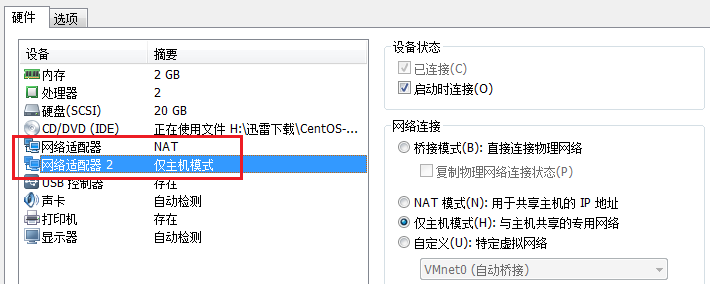 硬件 选项
设备 摘要
内存 2 GB
处理器 2
硬盘(SCSI) 20 GB
CD/DVD (IDE) 正在使用文件 H:\迅雷下载\CentOS-...
网络适配器 NAT
网络适配器 2 仅主机模式
USB 控制器 存在
声卡 自动检测
打印机 存在
显示器 自动检测
设备状态
已连接(C)
启动时连接(O)
网络连接
桥接模式(B): 直接连接物理网络
复制物理网络连接状态(P)
NAT 模式(N): 用于共享主机的 IP 地址
仅主机模式(H): 与主机共享的专用网络
自定义(U): 特定虚拟网络
VMnet0 (自动桥接)